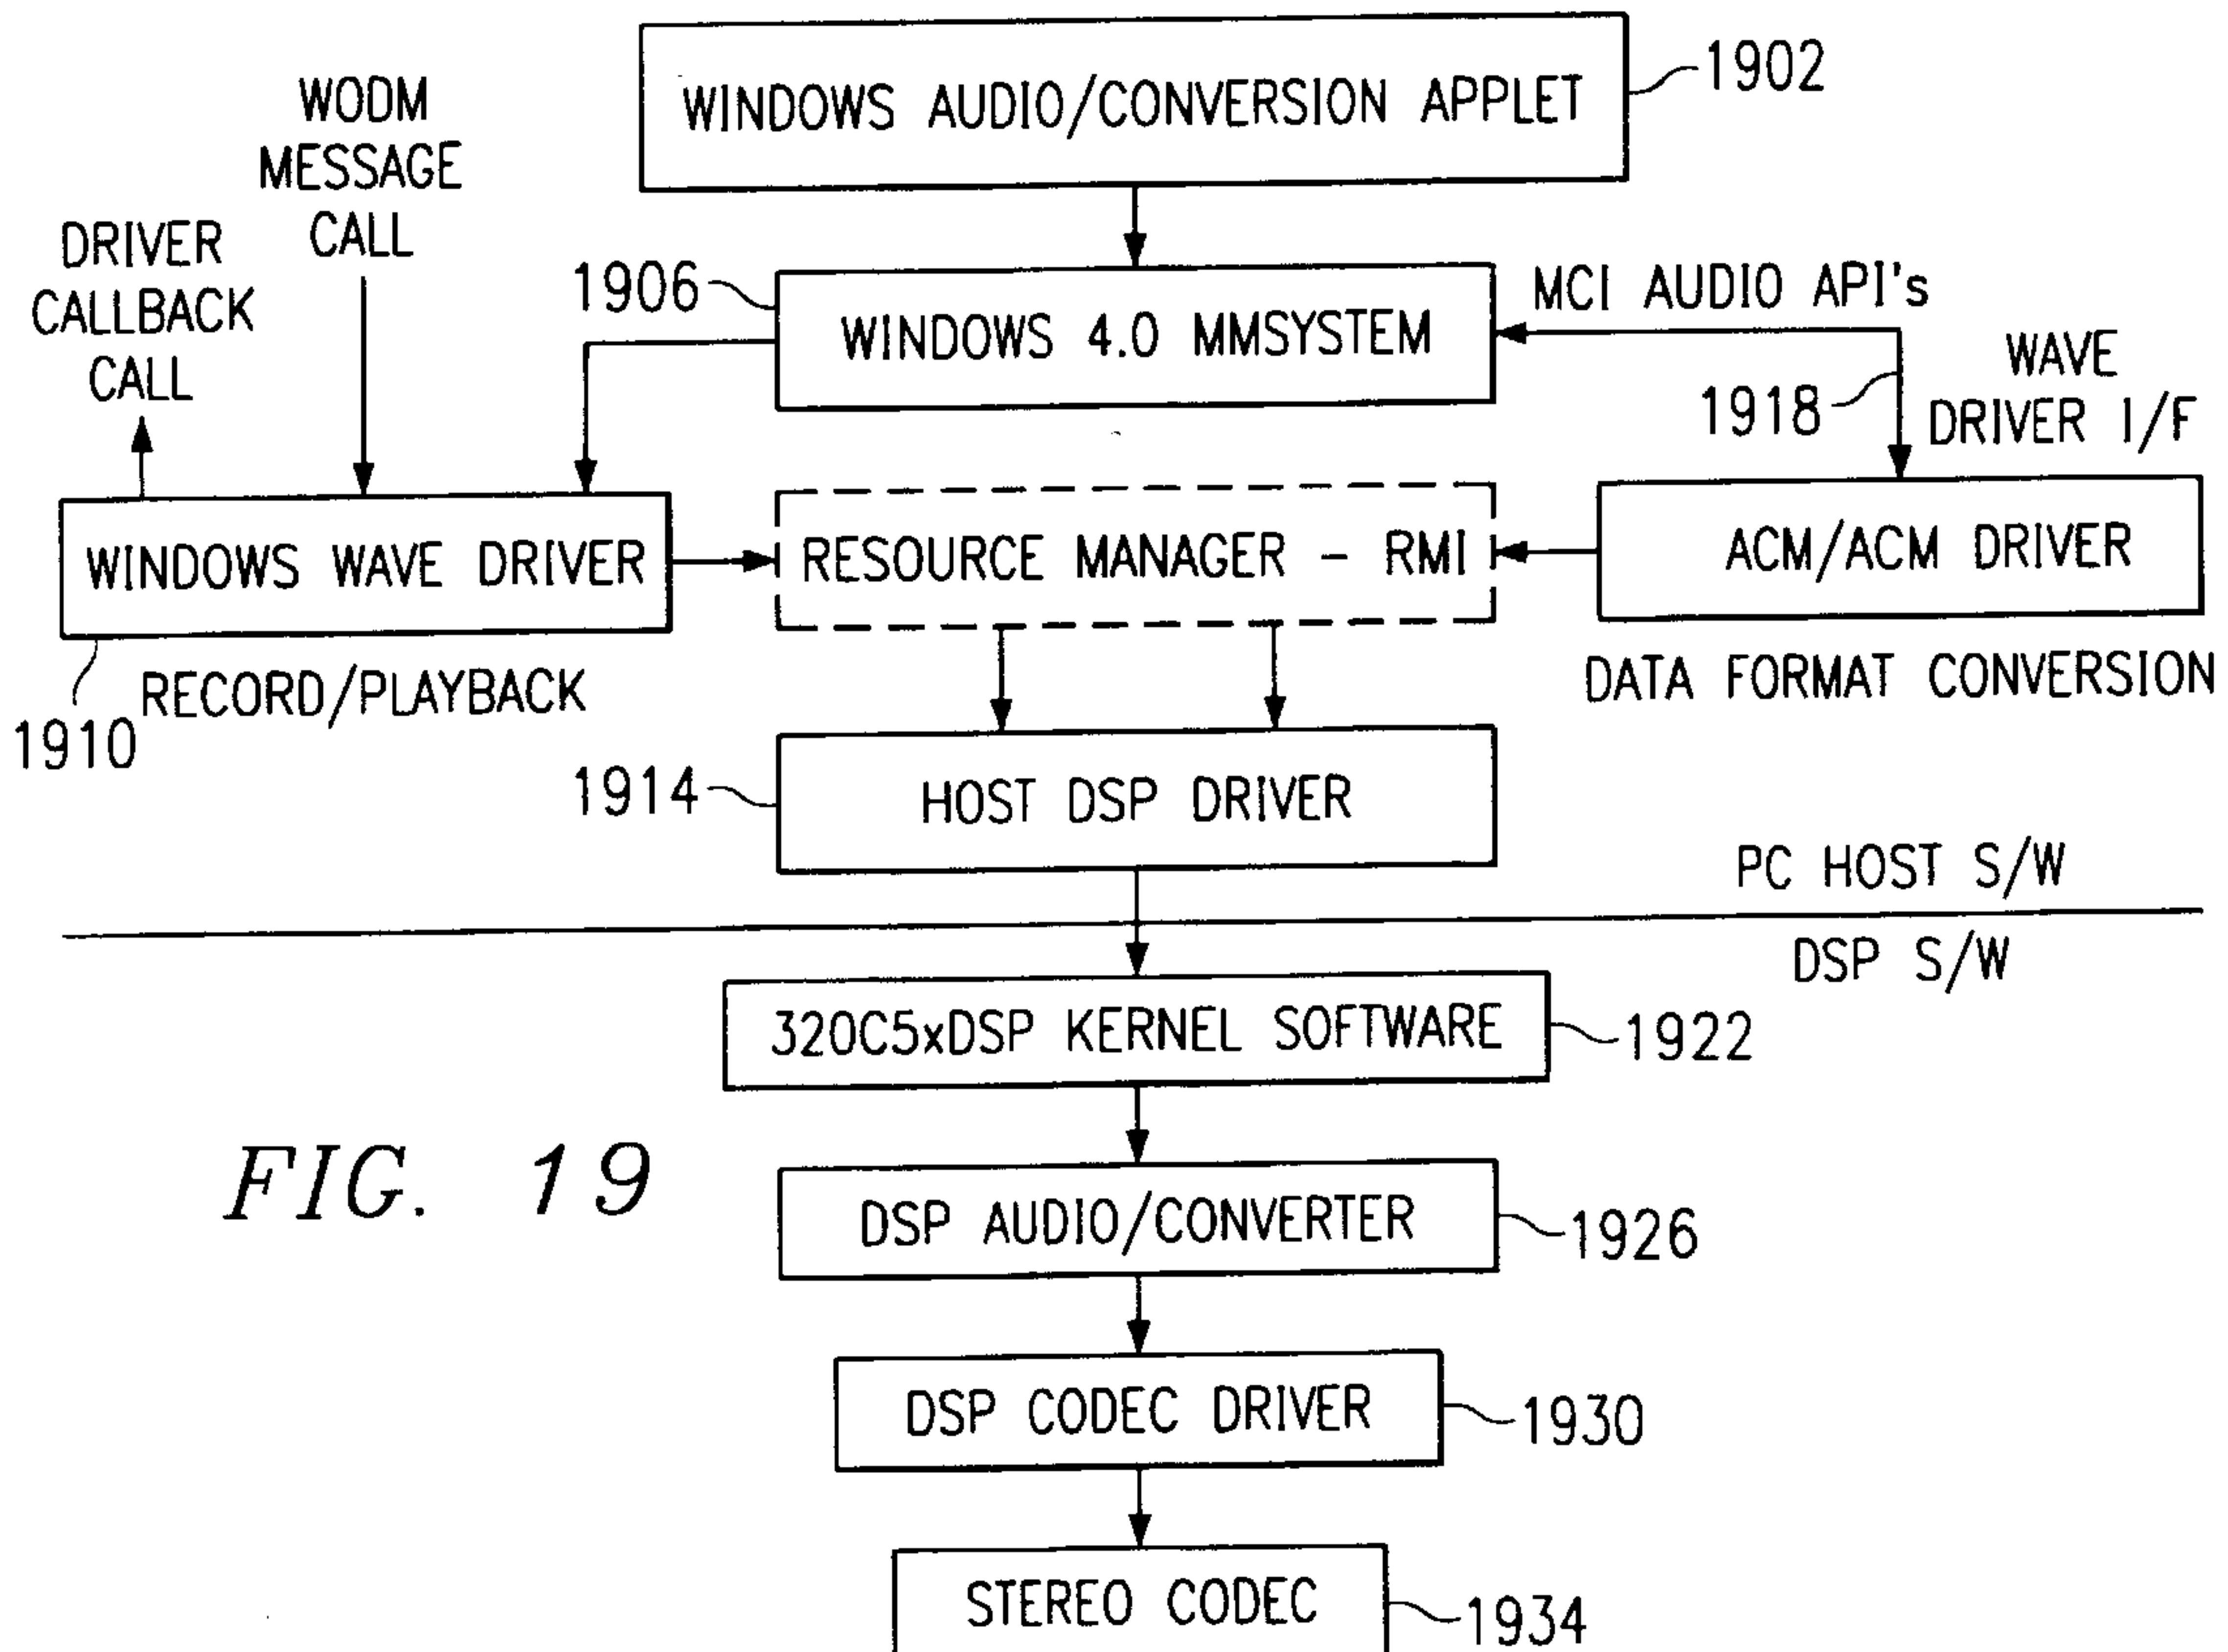 WINDOWS AUDIO/CONVERSION APPLET
1902
WODM
MESSAGE
CALL
DRIVER
CALLBACK
CALL
1906
WINDOWS 4.0 MMSYSTEM
MCI AUDIO API's
1918
WAVE
DRIVER I/F
WINDOWS WAVE DRIVER
RESOURCE MANAGER - RMI
ACM/ACM DRIVER
1910
RECORD/PLAYBACK
DATA FORMAT CONVERSION
1914
HOST DSP DRIVER
PC HOST S/W
DSP S/W
320C5xDSP KERNEL SOFTWARE
1922
FIG. 19
DSP AUDIO/CONVERTER
1926
DSP CODEC DRIVER
1930
STEREO CODEC
1934